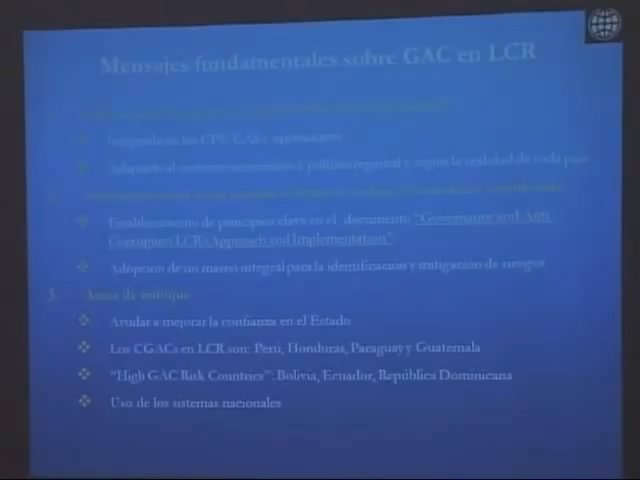 Mensajes fundamentales sobre GAC en LCR
Integrado en los CPS/CAS y operaciones
Adaptado al contexto económico y político regional y según la realidad de cada país
Establecimiento de principios clave en el documento "Governance and Anti-
Corruption LCR (Approach and Implementation"
Adopción de un marco integral para la identificación y mitigación de riesgos
3. Áreas de enfoque
Ayudar a mejorar la confianza en el Estado
Los CGACs en LCR son: Perú, Honduras, Paraguay y Guatemala
"High GAC Risk Countries": Bolivia, Ecuador, República Dominicana
Uso de los sistemas nacionales